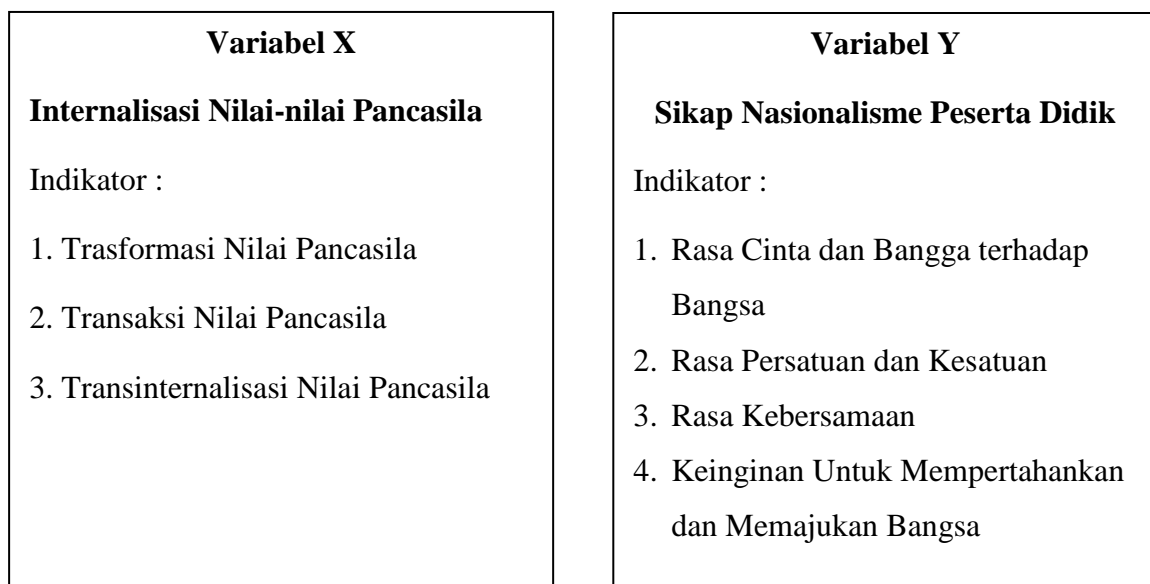 Variabel X
Internalisasi Nilai-nilai Pancasila
Indikator :
1. Trasformasi Nilai Pancasila
2. Transaksi Nilai Pancasila
3. Transinternalisasi Nilai Pancasila
Variabel Y
Sikap Nasionalisme Peserta Didik
Indikator :
1. Rasa Cinta dan Bangga terhadap
Bangsa
2. Rasa Persatuan dan Kesatuan
3. Rasa Kebersamaan
4. Keinginan Untuk Mempertahankan
dan Memajukan Bangsa